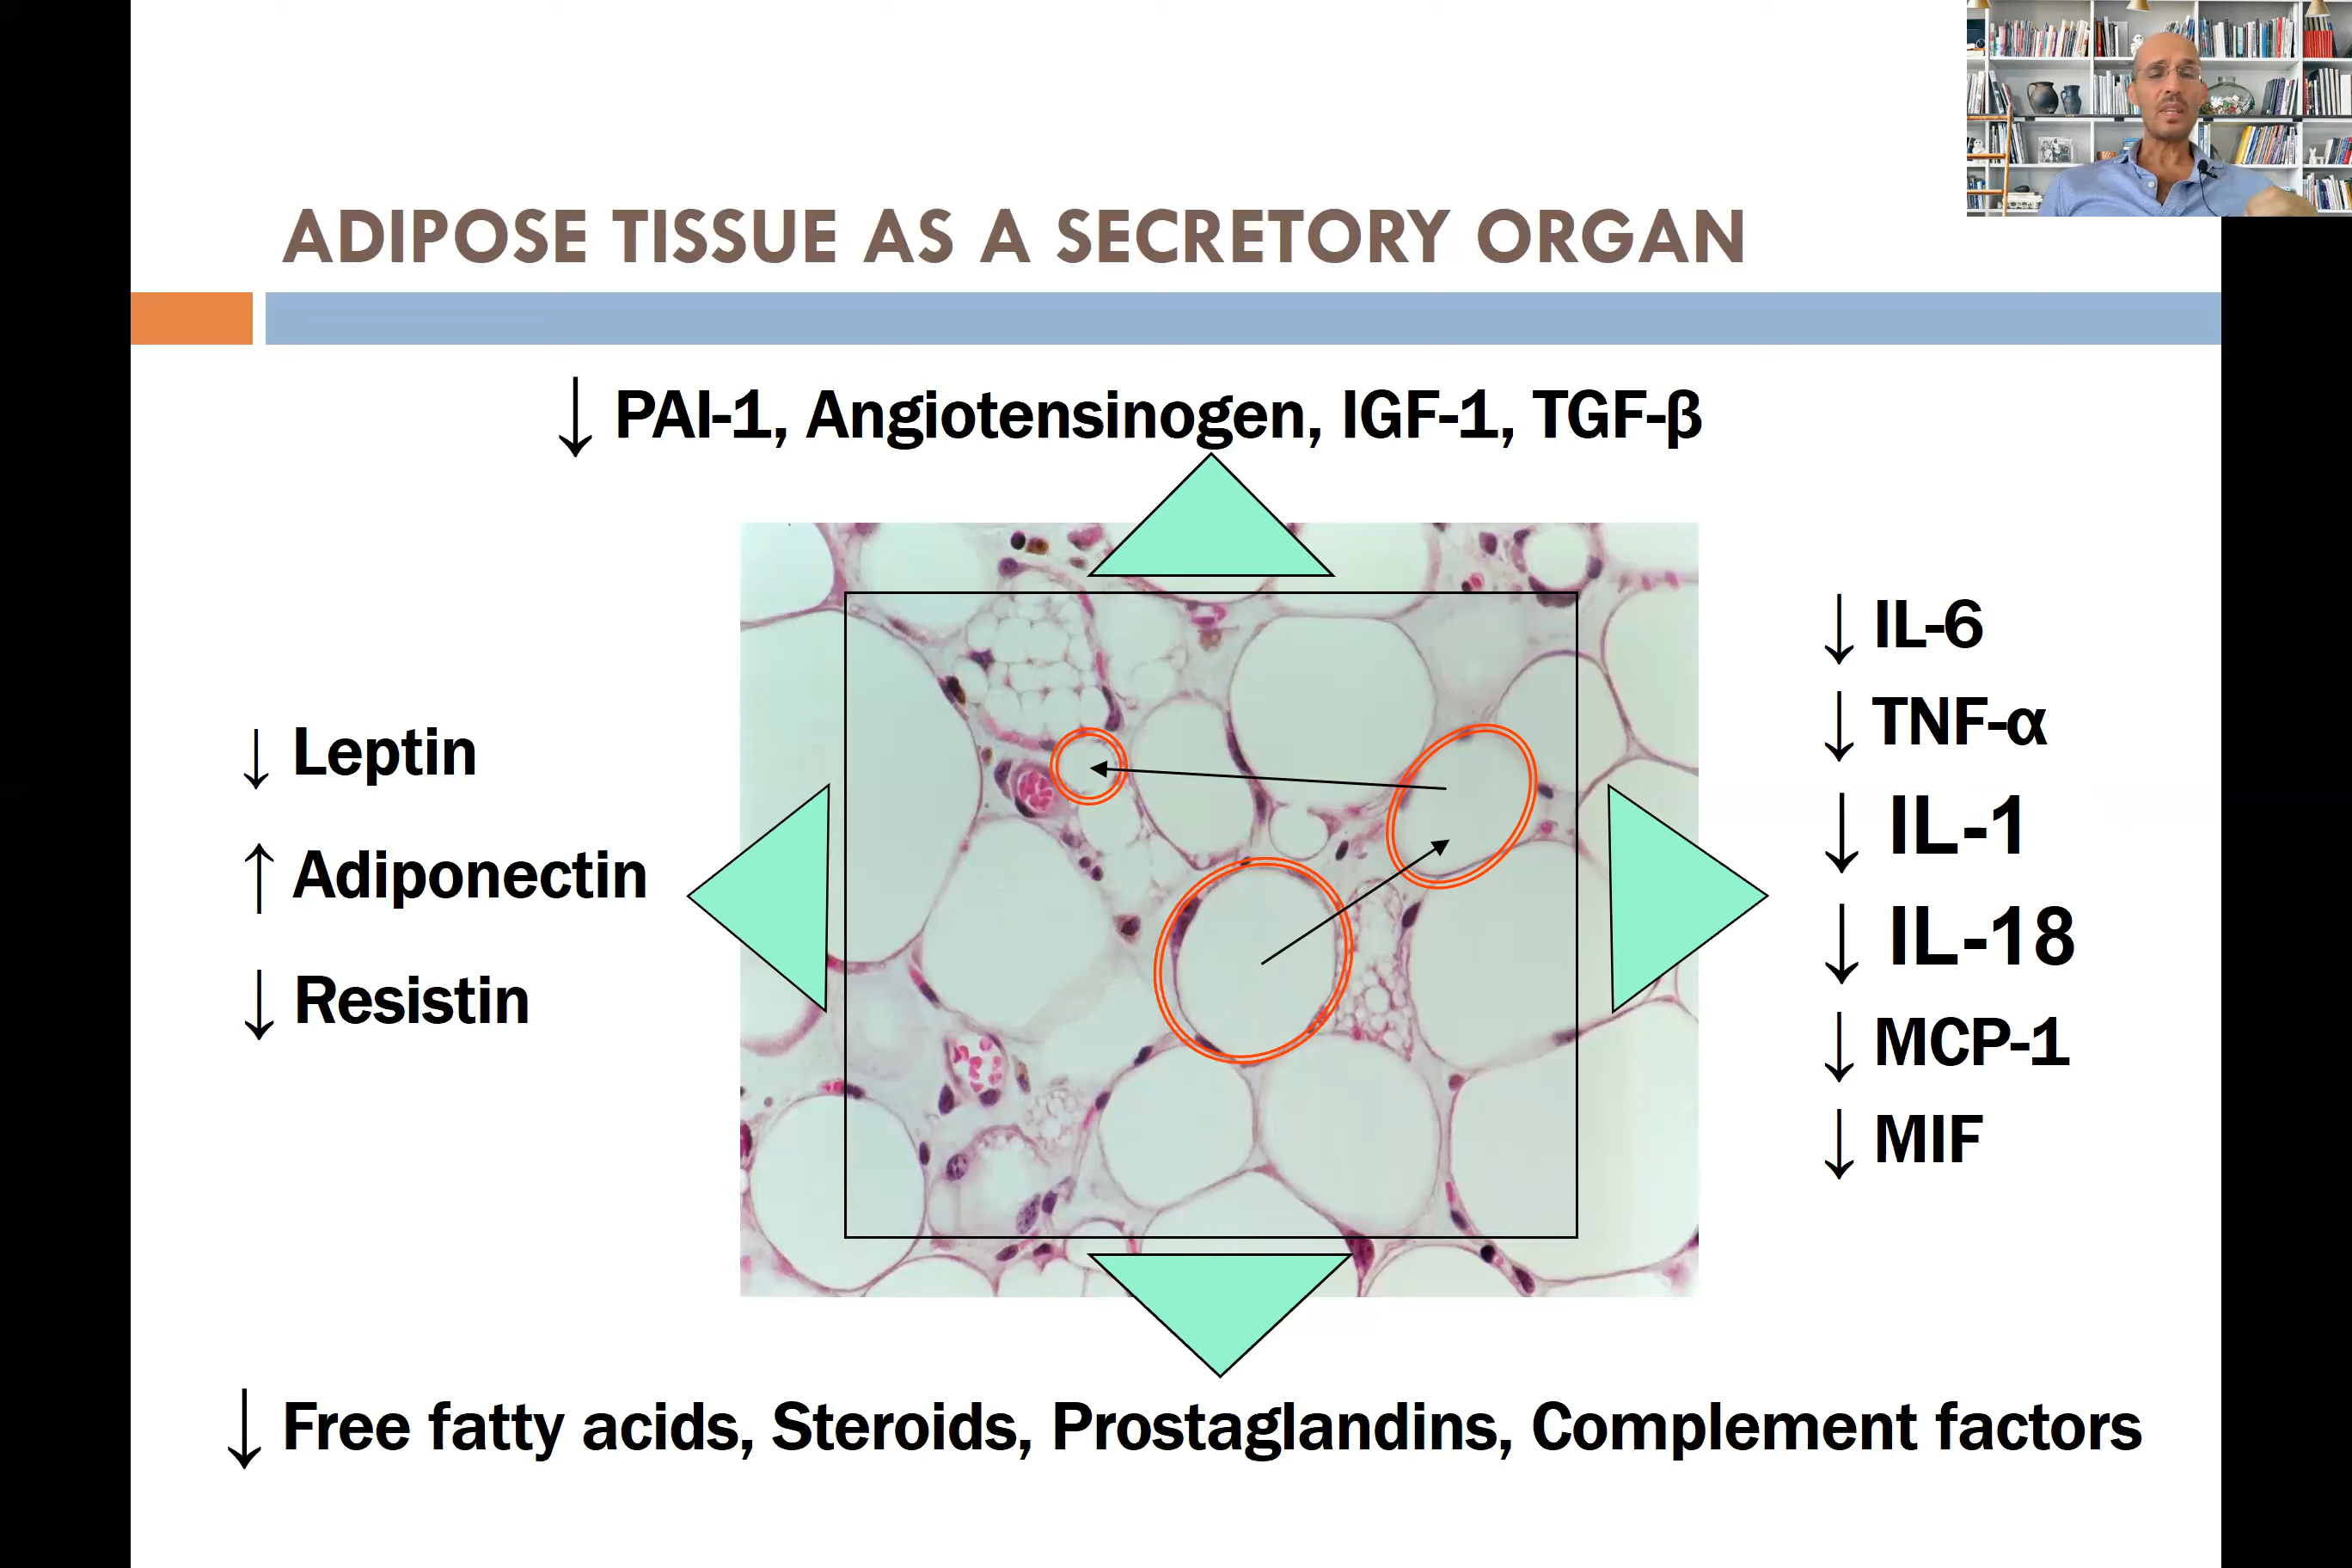 ADIPOSE TISSUE AS A SECRETORY ORGAN
↓ PAI-1, Angiotensinogen, IGF-1, TGF-β
↓ Leptin
↑ Adiponectin
↓ Resistin
↓ IL-6
↓ TNF-α
↓ IL-1
↓ IL-18
↓ MCP-1
↓ MIF
↓ Free fatty acids, Steroids, Prostaglandins, Complement factors